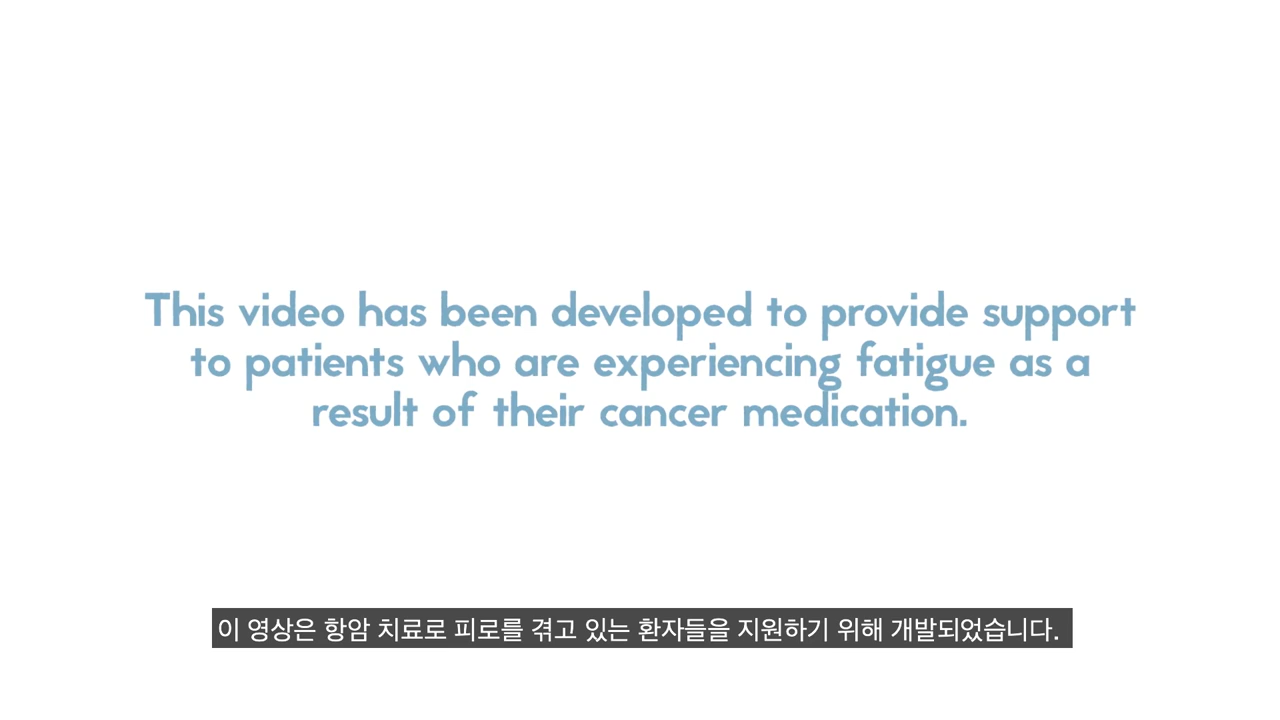 This video has been developed to provide support
to patients who are experiencing fatigue as a
result of their cancer medication.
이 영상은 항암 치료로 피로를 겪고 있는 환자들을 지원하기 위해 개발되었습니다.